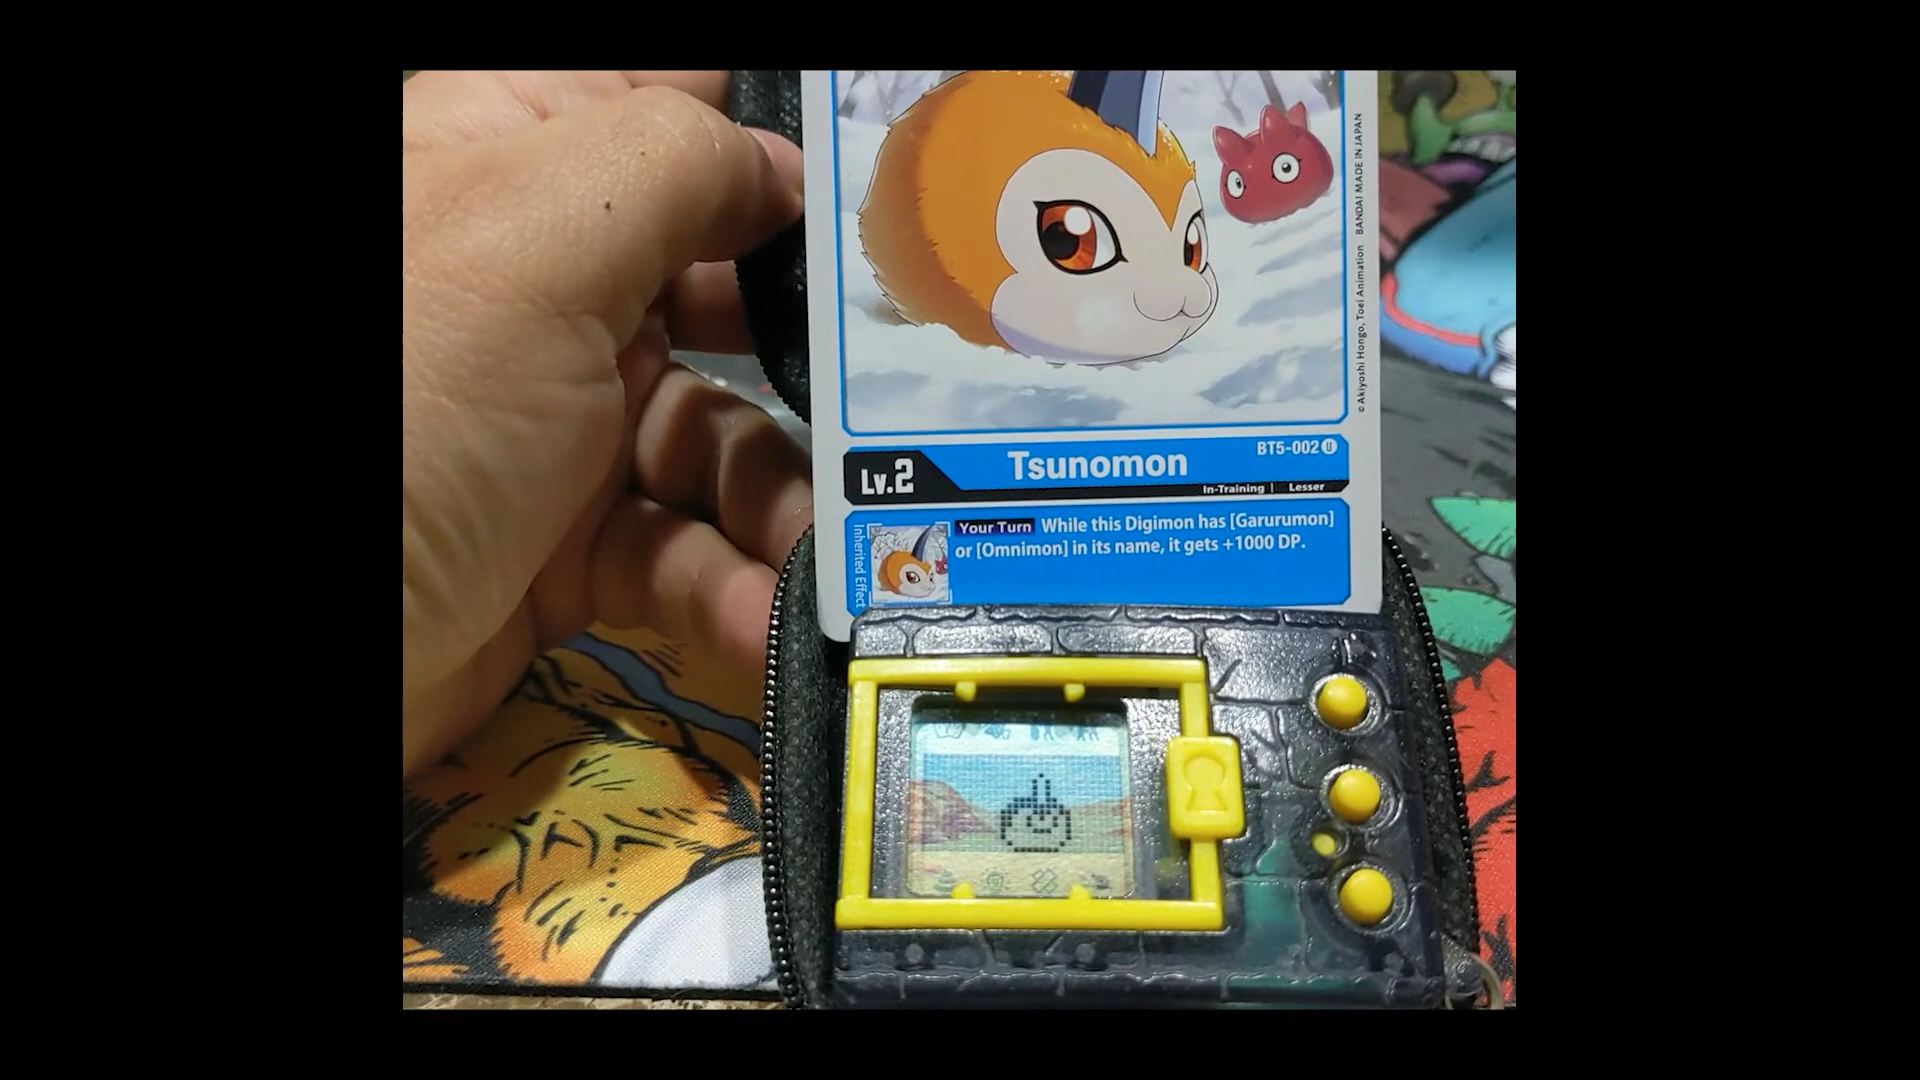 © Akiyoshi Hongo, Toei Animation BANDAI MADE IN JAPAN
BT5-002 U
Lv.2 Tsunomon
In-Training | Lesser
Inherited Effect
Your Turn While this Digimon has [Garurumon]
or [Omnimon] in its name, it gets +1000 DP.